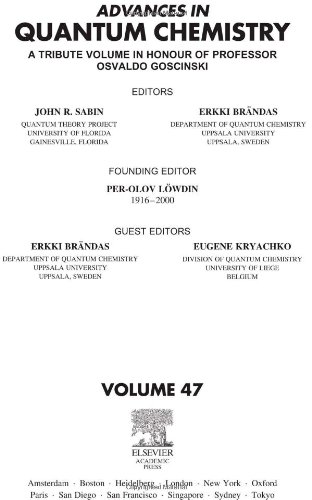 ADVANCES IN
QUANTUM CHEMISTRY
A TRIBUTE VOLUME IN HONOUR OF PROFESSOR
OSVALDO GOSCINSKI
EDITORS
JOHN R. SABIN
QUANTUM THEORY PROJECT
UNIVERSITY OF FLORIDA
GAINESVILLE, FLORIDA
ERKKI BRÄNDAS
DEPARTMENT OF QUANTUM CHEMISTRY
UPPSALA UNIVERSITY
UPPSALA, SWEDEN
FOUNDING EDITOR
PER-OLOV LÖWDIN
1916–2000
GUEST EDITORS
ERKKI BRÄNDAS
DEPARTMENT OF QUANTUM CHEMISTRY
UPPSALA UNIVERSITY
UPPSALA, SWEDEN
EUGENE KRYACHKO
DIVISION OF QUANTUM CHEMISTRY
UNIVERSITY OF LIEGE
BELGIUM
VOLUME 47
ELSEVIER
ACADEMIC
PRESS
Copyrighted Material
Amsterdam · Boston · Heidelberg · London · New York · Oxford
Paris · San Diego · San Francisco · Singapore · Sydney · Tokyo